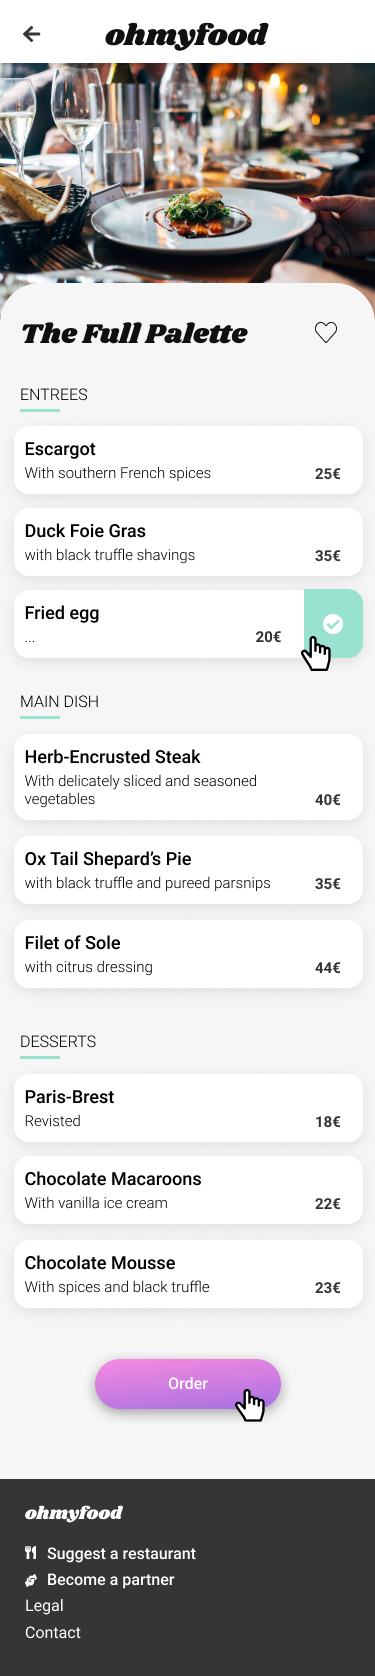 ohmyfood
The Full Palette
ENTREES
Escargot
With southern French spices
25€
Duck Foie Gras
with black truffle shavings
35€
Fried egg
...
20€
MAIN DISH
Herb-Encrusted Steak
With delicately sliced and seasoned
vegetables
40€
Ox Tail Shepard's Pie
with black truffle and pureed parsnips
35€
Filet of Sole
with citrus dressing
44€
DESSERTS
Paris-Brest
Revisted
18€
Chocolate Macaroons
With vanilla ice cream
22€
Chocolate Mousse
With spices and black truffle
23€
Order
ohmyfood
Suggest a restaurant
Become a partner
Legal
Contact